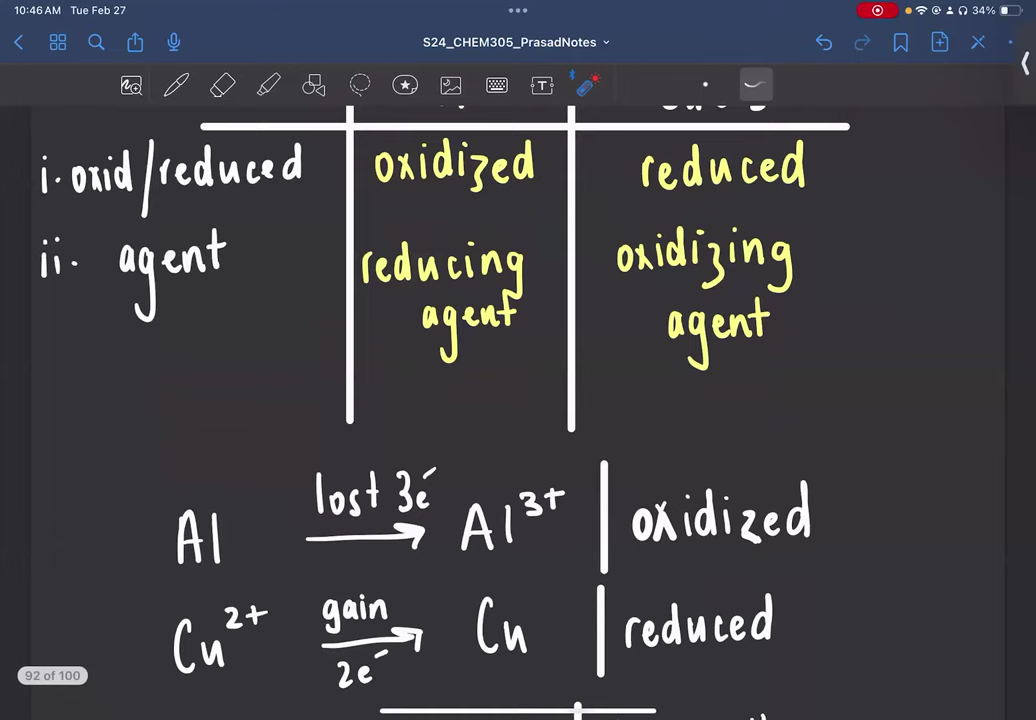 10:46 AM Tue Feb 27
34%
S24_CHEM305_PrasadNotes
i. oxid/reduced oxidized reduced
ii. agent reducing agent oxidizing agent
Al lost 3e⁻ Al³⁺ oxidized
Cu²⁺ gain 2e⁻ Cu reduced
92 of 100